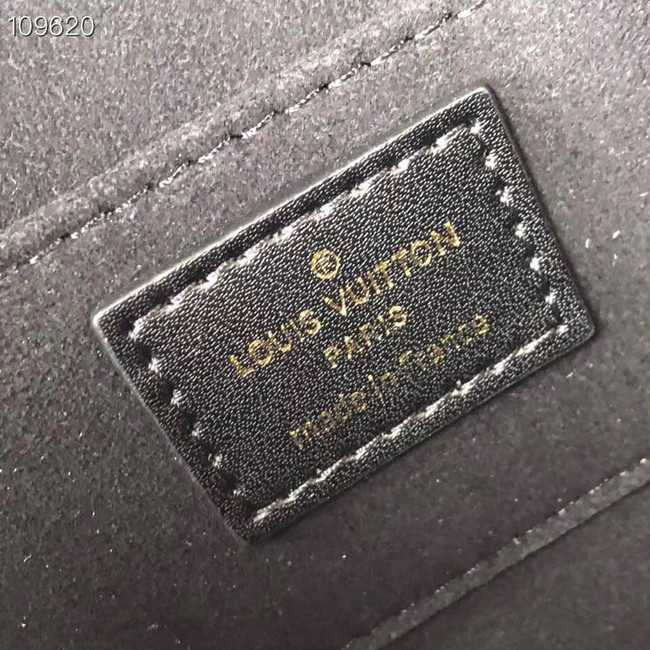 109620
®
LOUIS VUITTON
PARIS
made in france